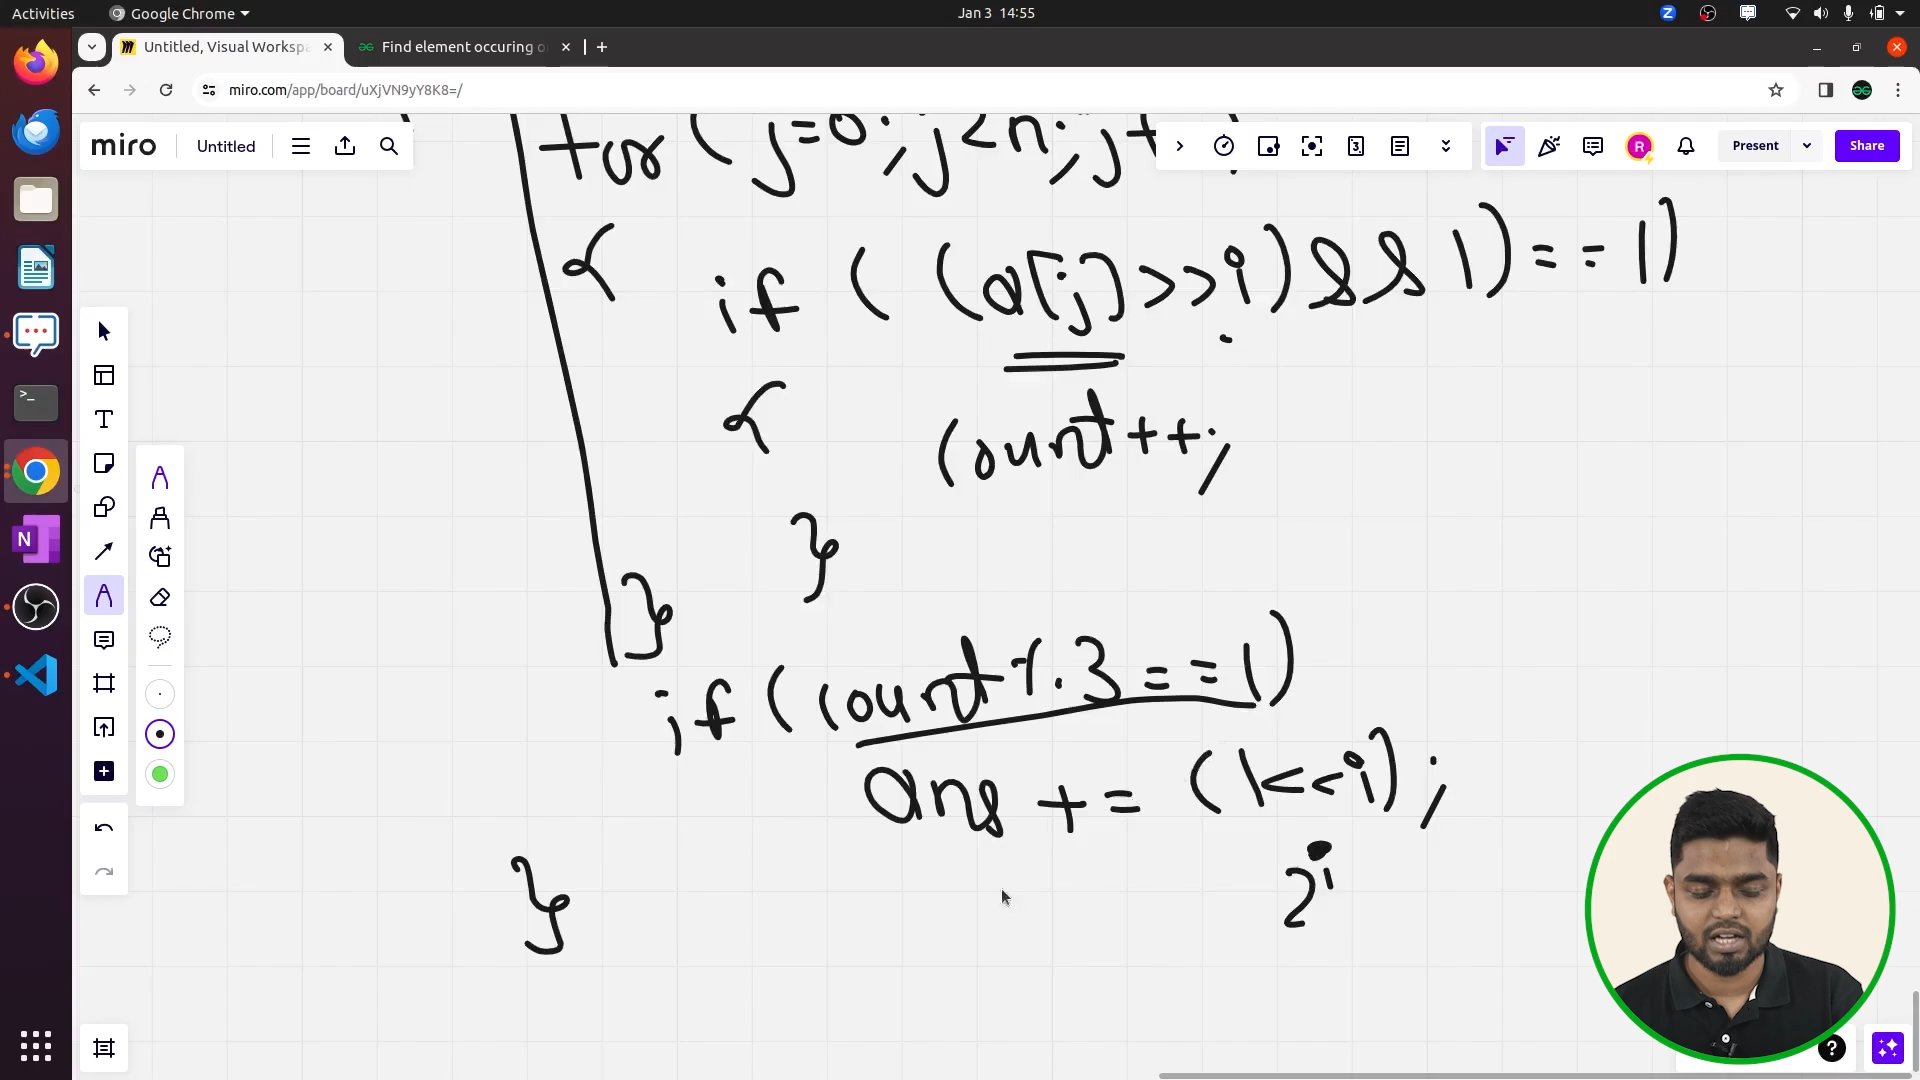 Activities Google Chrome Jan 3 14:55
Untitled, Visual Workspa Find element occuring o
miro.com/app/board/uXjVN9yY8K8=/
miro Untitled Present Share
R
for (j=0; j<n; j+
{
if ((a[j]>>i)&&1)==1)
{
count++;
}
}
if (count%3==1)
ans += (1<<i);
2^i
}